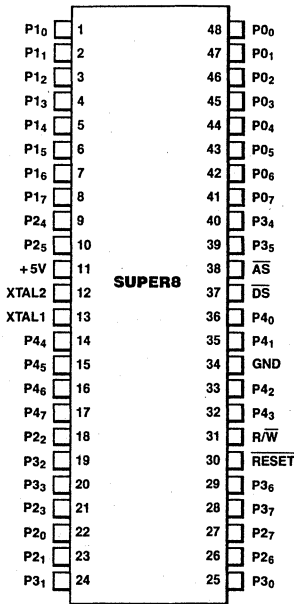 P1₀ 1 48 P0₀
P1₁ 2 47 P0₁
P1₂ 3 46 P0₂
P1₃ 4 45 P0₃
P1₄ 5 44 P0₄
P1₅ 6 43 P0₅
P1₆ 7 42 P0₆
P1₇ 8 41 P0₇
P2₄ 9 40 P3₄
P2₅ 10 39 P3₅
+5V 11 SUPER8 38 A̅S̅
XTAL2 12 37 D̅S̅
XTAL1 13 36 P4₀
P4₄ 14 35 P4₁
P4₅ 15 34 GND
P4₆ 16 33 P4₂
P4₇ 17 32 P4₃
P2₂ 18 31 R/W̅
P3₂ 19 30 R̅E̅S̅E̅T̅
P3₃ 20 29 P3₆
P2₃ 21 28 P3₇
P2₀ 22 27 P2₇
P2₁ 23 26 P2₆
P3₁ 24 25 P3₀